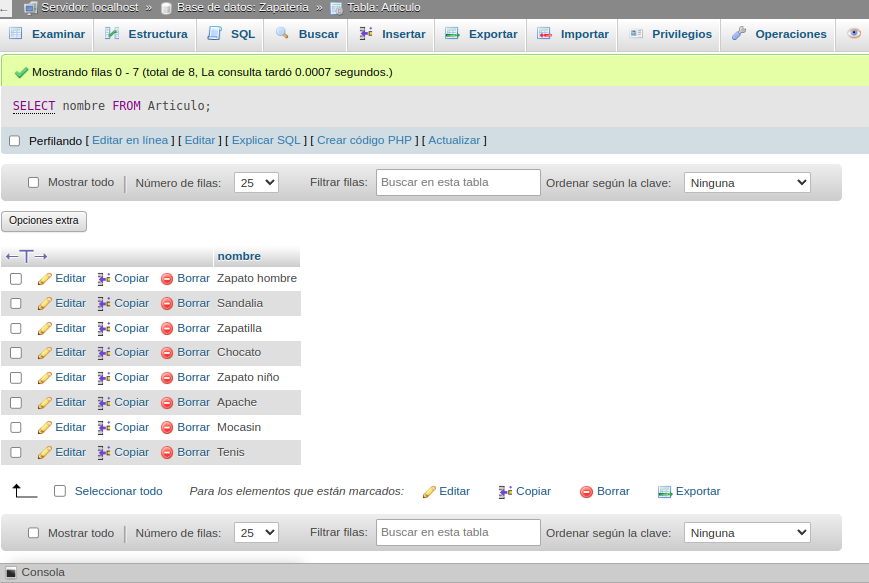 Servidor: localhost » Base de datos: Zapateria » Tabla: Articulo
Examinar Estructura SQL Buscar Insertar Exportar Importar Privilegios Operaciones
Mostrando filas 0 - 7 (total de 8, La consulta tardó 0.0007 segundos.)
SELECT nombre FROM Articulo;
Perfilando [ Editar en línea ] [ Editar ] [ Explicar SQL ] [ Crear código PHP ] [ Actualizar ]
Mostrar todo | Número de filas: 25 Filtrar filas: Buscar en esta tabla Ordenar según la clave: Ninguna
Opciones extra
←T→ nombre
Editar Copiar Borrar Zapato hombre
Editar Copiar Borrar Sandalia
Editar Copiar Borrar Zapatilla
Editar Copiar Borrar Chocato
Editar Copiar Borrar Zapato niño
Editar Copiar Borrar Apache
Editar Copiar Borrar Mocasin
Editar Copiar Borrar Tenis
Seleccionar todo Para los elementos que están marcados: Editar Copiar Borrar Exportar
Mostrar todo | Número de filas: 25 Filtrar filas: Buscar en esta tabla Ordenar según la clave: Ninguna
Consola